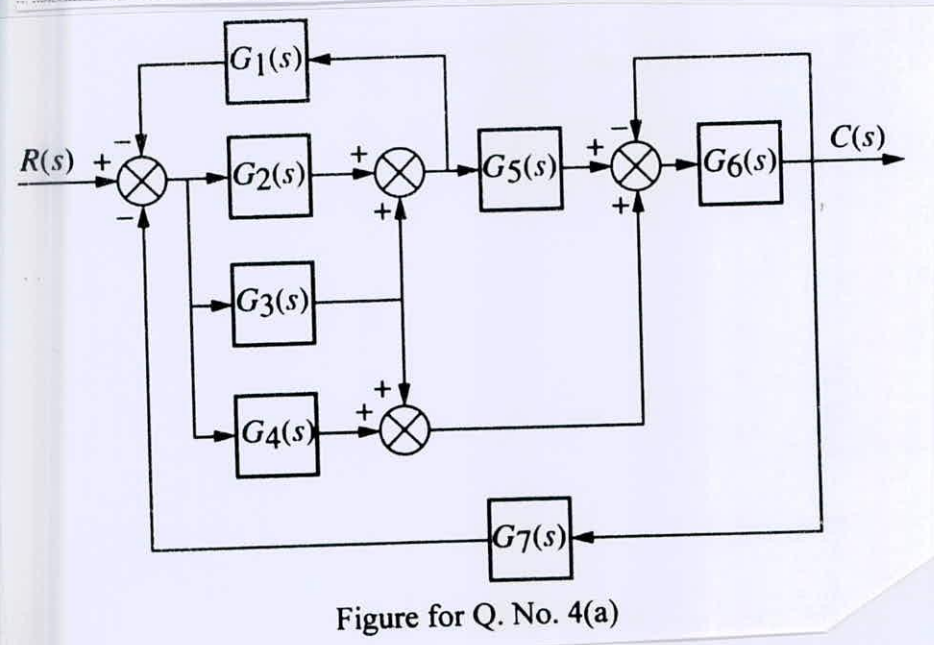 G1(s)
R(s)
+
−
−
G2(s)
+
+
G5(s)
+
−
+
G6(s)
C(s)
G3(s)
G4(s)
+
+
G7(s)
Figure for Q. No. 4(a)